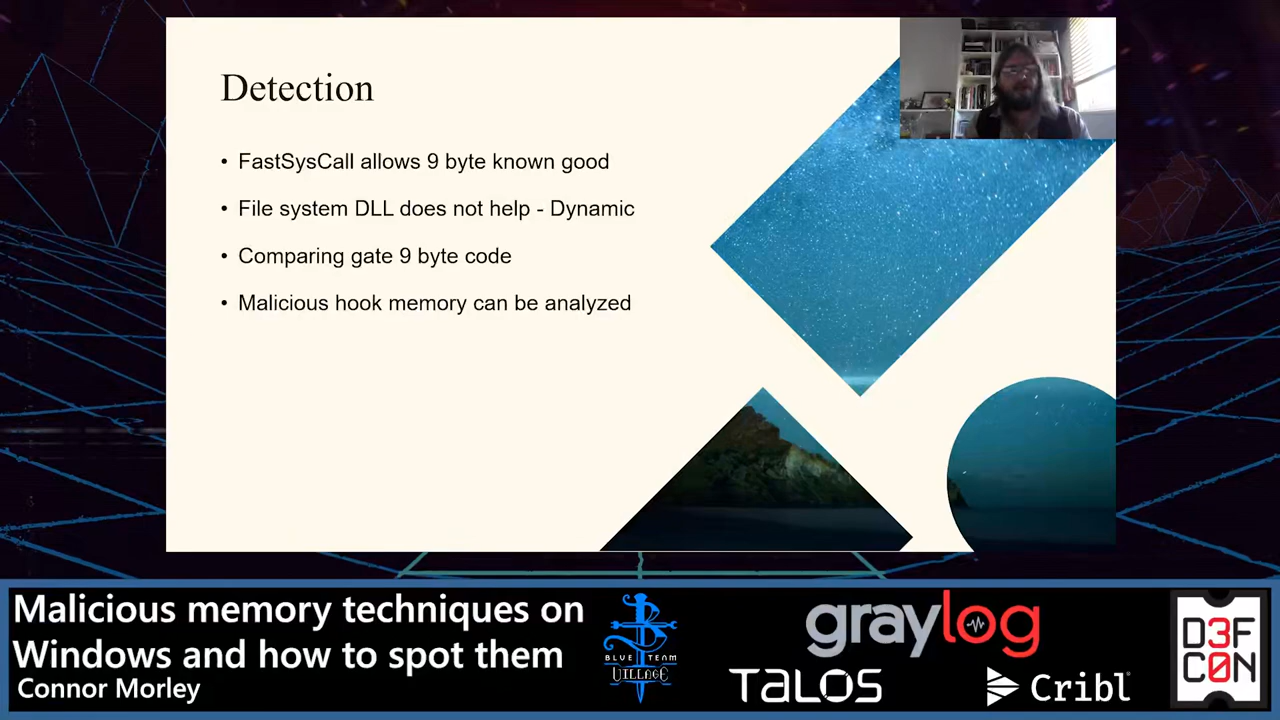 Detection
• FastSysCall allows 9 byte known good
• File system DLL does not help - Dynamic
• Comparing gate 9 byte code
• Malicious hook memory can be analyzed
Malicious memory techniques on
Windows and how to spot them
Connor Morley
BLUE TEAM
VILLAGE
graylog
TALOS
Cribl
D3F
C0N